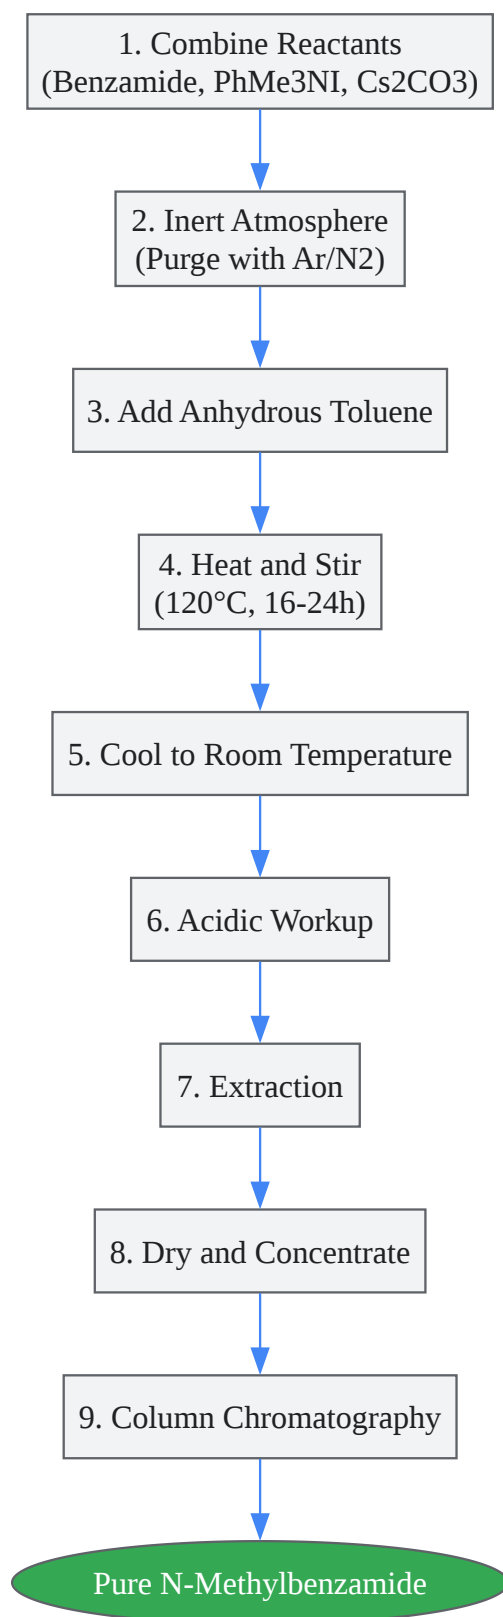 1. Combine Reactants
(Benzamide, PhMe3NI, Cs2CO3)
2. Inert Atmosphere
(Purge with Ar/N2)
3. Add Anhydrous Toluene
4. Heat and Stir
(120°C, 16-24h)
5. Cool to Room Temperature
6. Acidic Workup
7. Extraction
8. Dry and Concentrate
9. Column Chromatography
Pure N-Methylbenzamide